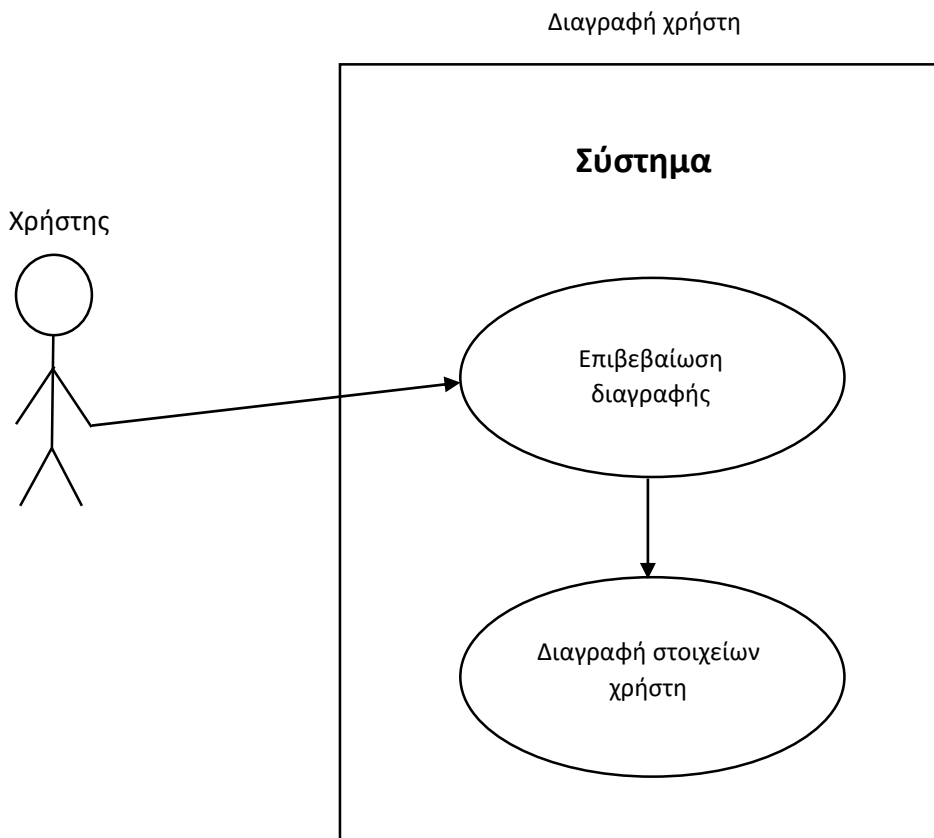 Διαγραφή χρήστη
Σύστημα
Χρήστης
Επιβεβαίωση
διαγραφής
Διαγραφή στοιχείων
χρήστη